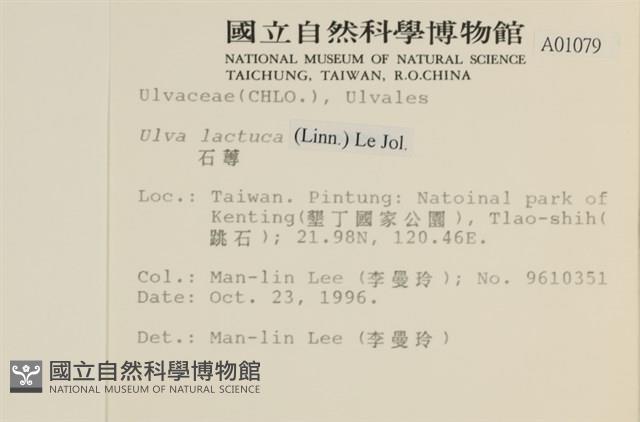 國立自然科學博物館
A01079
NATIONAL MUSEUM OF NATURAL SCIENCE
TAICHUNG, TAIWAN, R.O.CHINA
Ulvaceae(CHLO.), Ulvales
Ulva lactuca (Linn.) Le Jol.
石蓴
Loc.: Taiwan. Pintung: Natoinal park of
Kenting(墾丁國家公園), Tlao-shih(
跳石); 21.98N, 120.46E.
Col.: Man-lin Lee (李曼玲); No. 9610351
Date: Oct. 23, 1996.
Det.: Man-lin Lee (李曼玲)
國立自然科學博物館
NATIONAL MUSEUM OF NATURAL SCIENCE